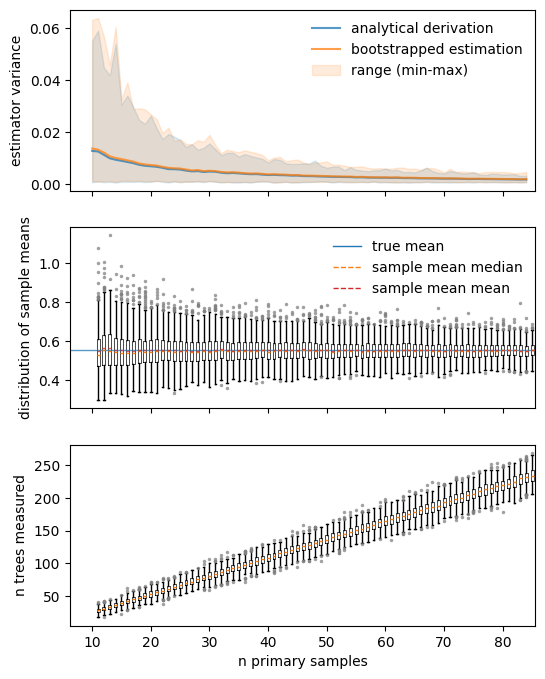 estimator variance
0.06
0.04
0.02
0.00
analytical derivation
bootstrapped estimation
range (min-max)
distribution of sample means
1.0
0.8
0.6
0.4
true mean
sample mean median
sample mean mean
n trees measured
250
200
150
100
50
10
20
30
40
50
60
70
80
n primary samples